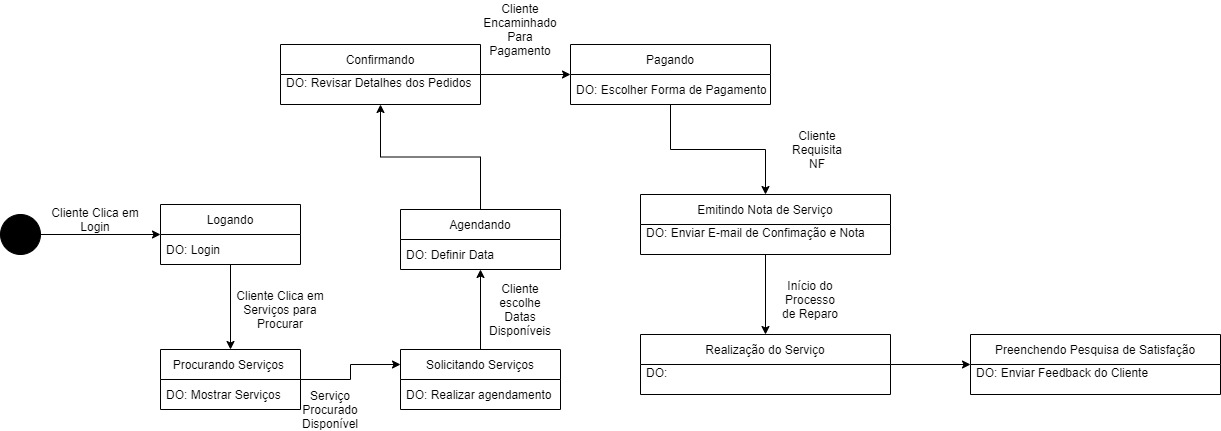 Cliente Clica em
Login
Logando
DO: Login
Cliente Clica em
Serviços para
Procurar
Procurando Serviços
DO: Mostrar Serviços
Serviço
Procurado
Disponível
Solicitando Serviços
DO: Realizar agendamento
Cliente
escolhe
Datas
Disponíveis
Agendando
DO: Definir Data
Confirmando
DO: Revisar Detalhes dos Pedidos
Cliente
Encaminhado
Para
Pagamento
Pagando
DO: Escolher Forma de Pagamento
Cliente
Requisita
NF
Emitindo Nota de Serviço
DO: Enviar E-mail de Confimação e Nota
Início do
Processo
de Reparo
Realização do Serviço
DO:
Preenchendo Pesquisa de Satisfação
DO: Enviar Feedback do Cliente